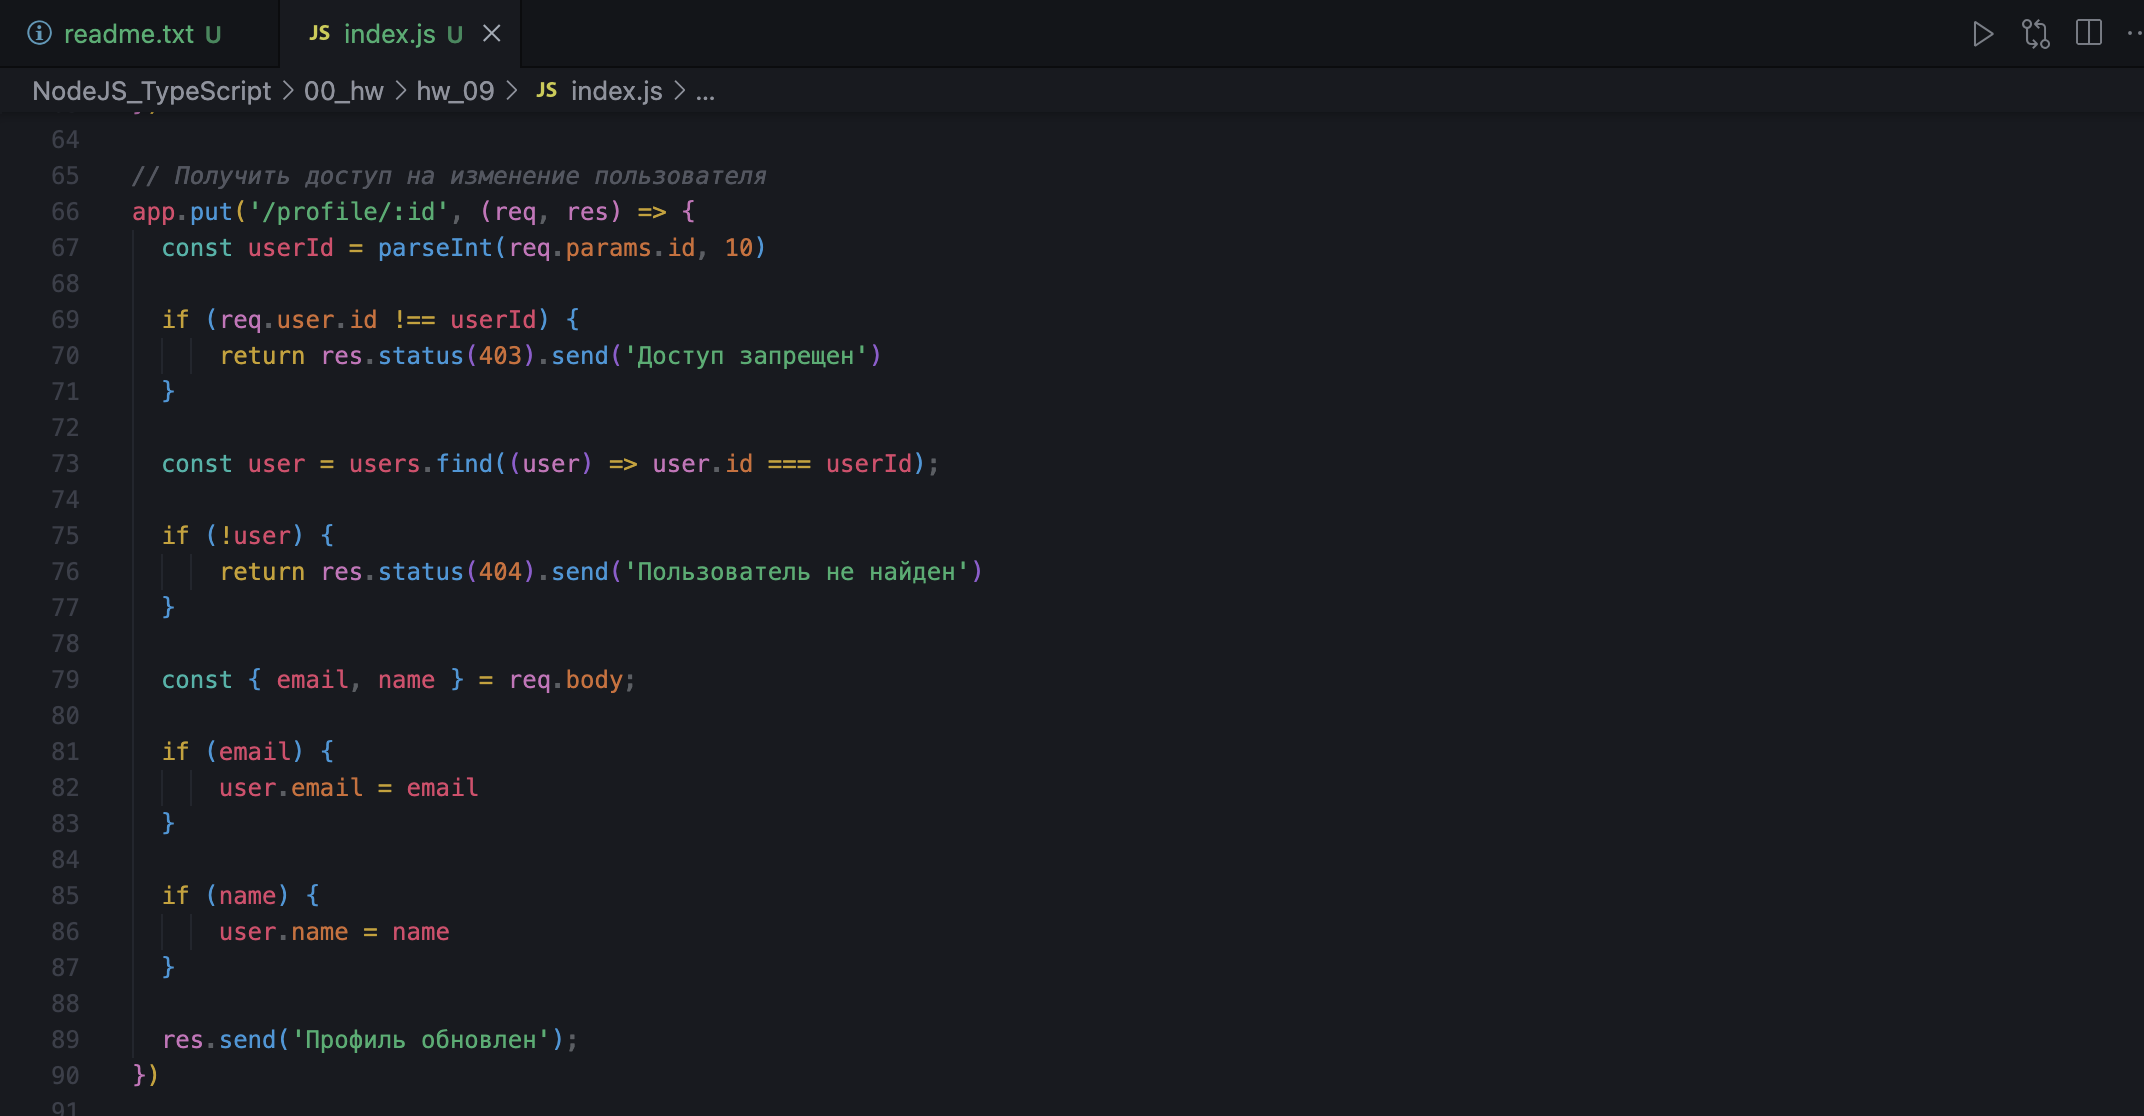 readme.txt U
JS index.js U
NodeJS_TypeScript > 00_hw > hw_09 > JS index.js > ...
64
65 // Получить доступ на изменение пользователя
66 app.put('/profile/:id', (req, res) => {
67   const userId = parseInt(req.params.id, 10)
68
69   if (req.user.id !== userId) {
70       return res.status(403).send('Доступ запрещен')
71   }
72
73   const user = users.find((user) => user.id === userId);
74
75   if (!user) {
76       return res.status(404).send('Пользователь не найден')
77   }
78
79   const { email, name } = req.body;
80
81   if (email) {
82       user.email = email
83   }
84
85   if (name) {
86       user.name = name
87   }
88
89   res.send('Профиль обновлен');
90 })
91